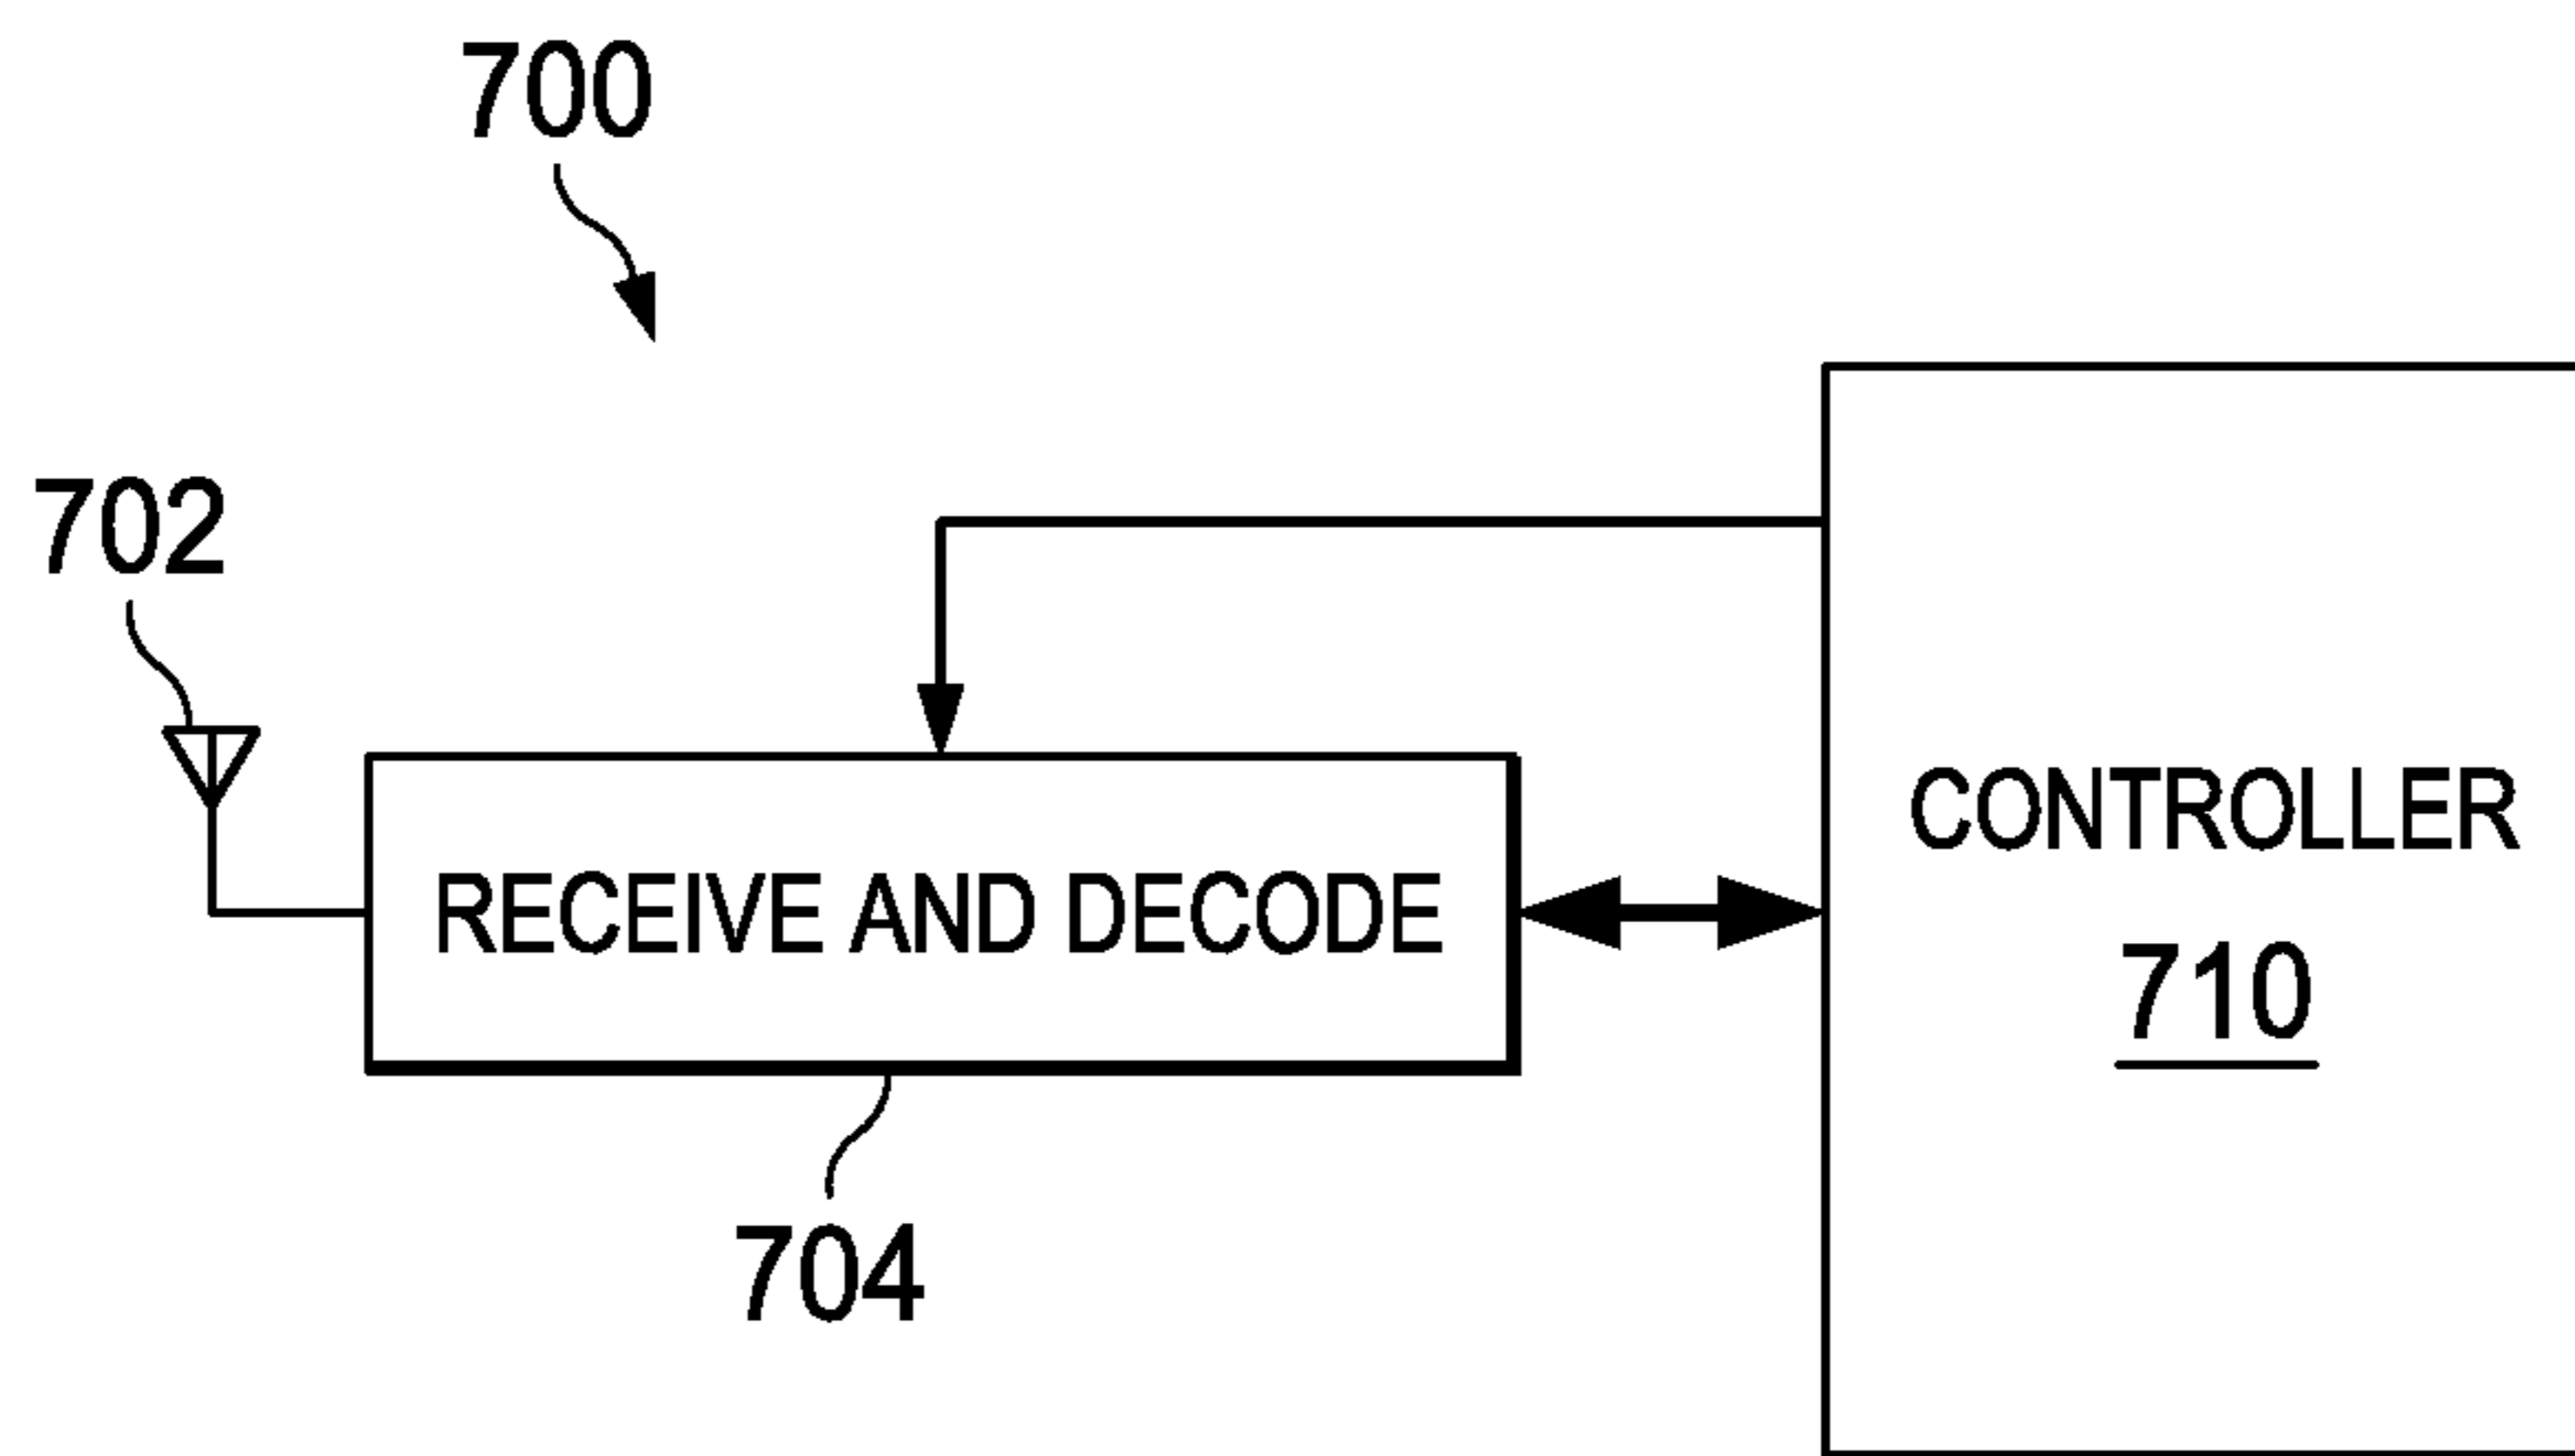 700
702
CONTROLLER
RECEIVE AND DECODE
710
704